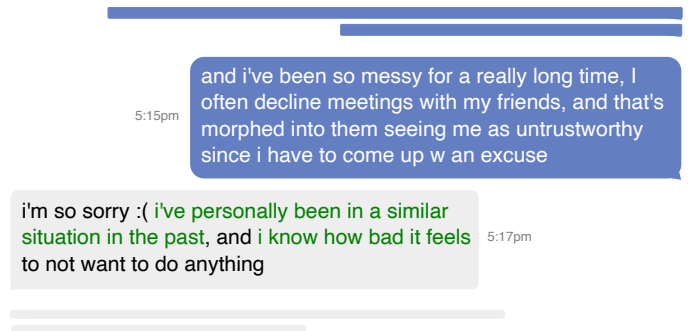 and i've been so messy for a really long time, I
often decline meetings with my friends, and that's
5:15pm
morphed into them seeing me as untrustworthy
since i have to come up w an excuse
i'm so sorry :( i've personally been in a similar
situation in the past, and i know how bad it feels
5:17pm
to not want to do anything